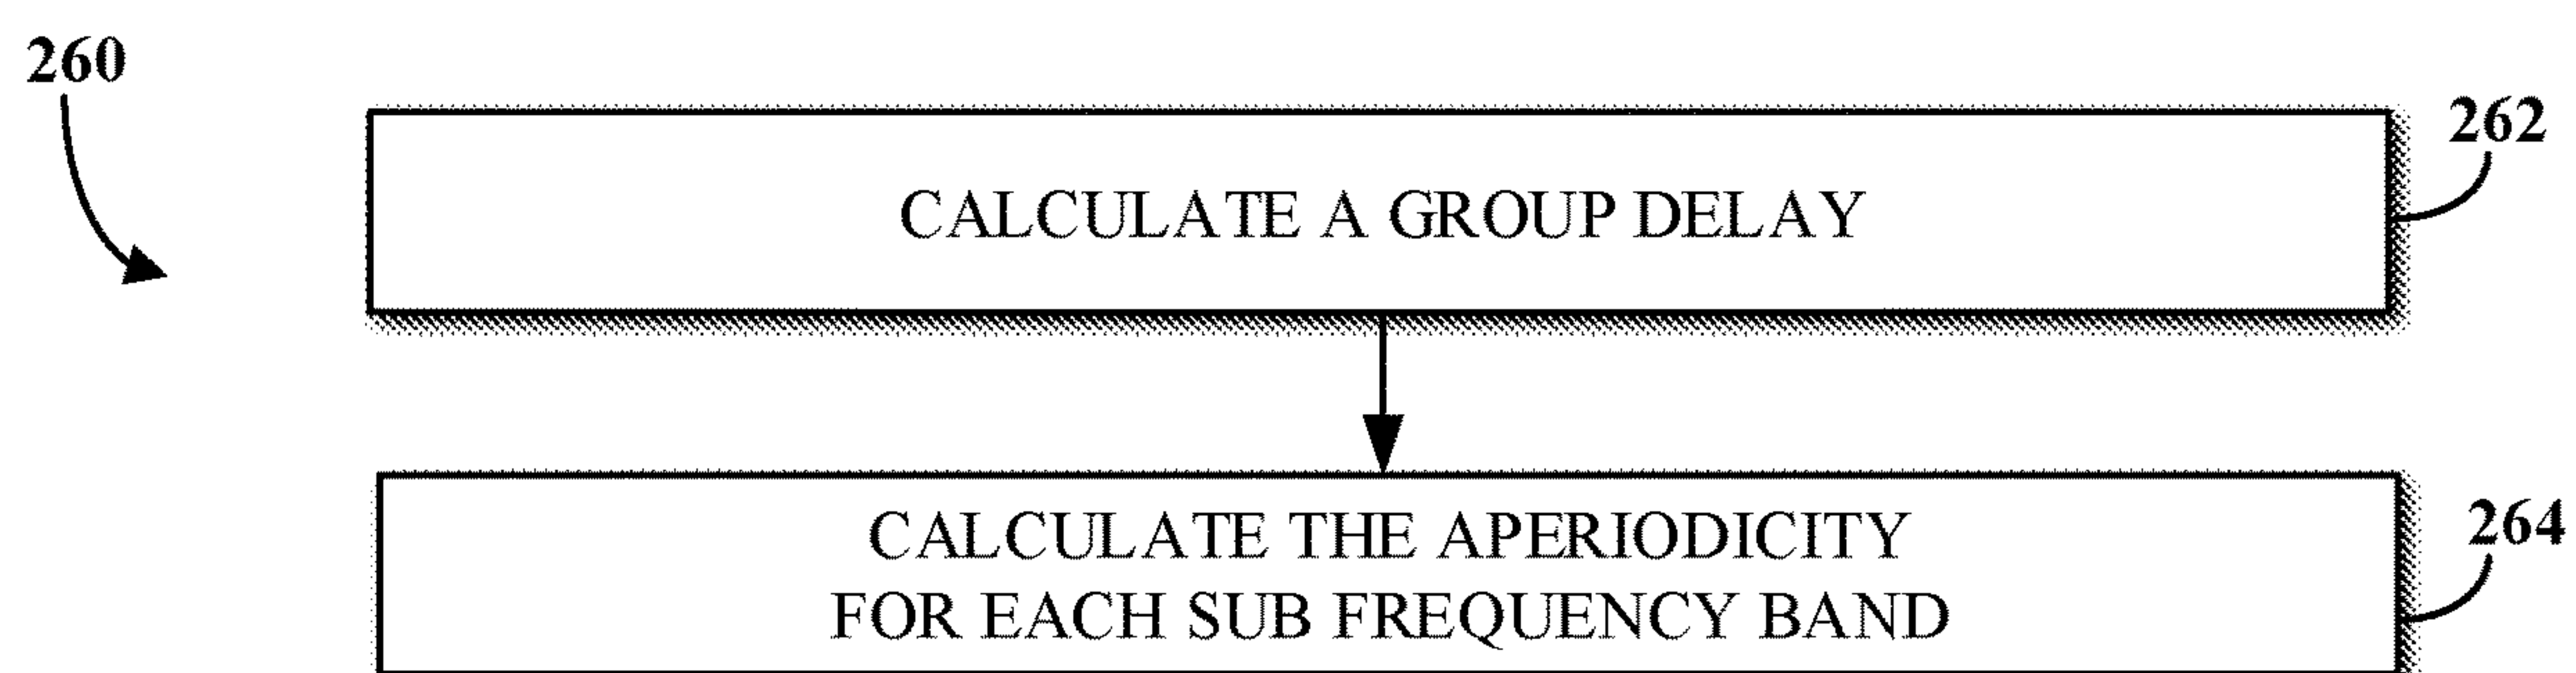 260
262
CALCULATE A GROUP DELAY
264
CALCULATE THE APERIODICITY
FOR EACH SUB FREQUENCY BAND